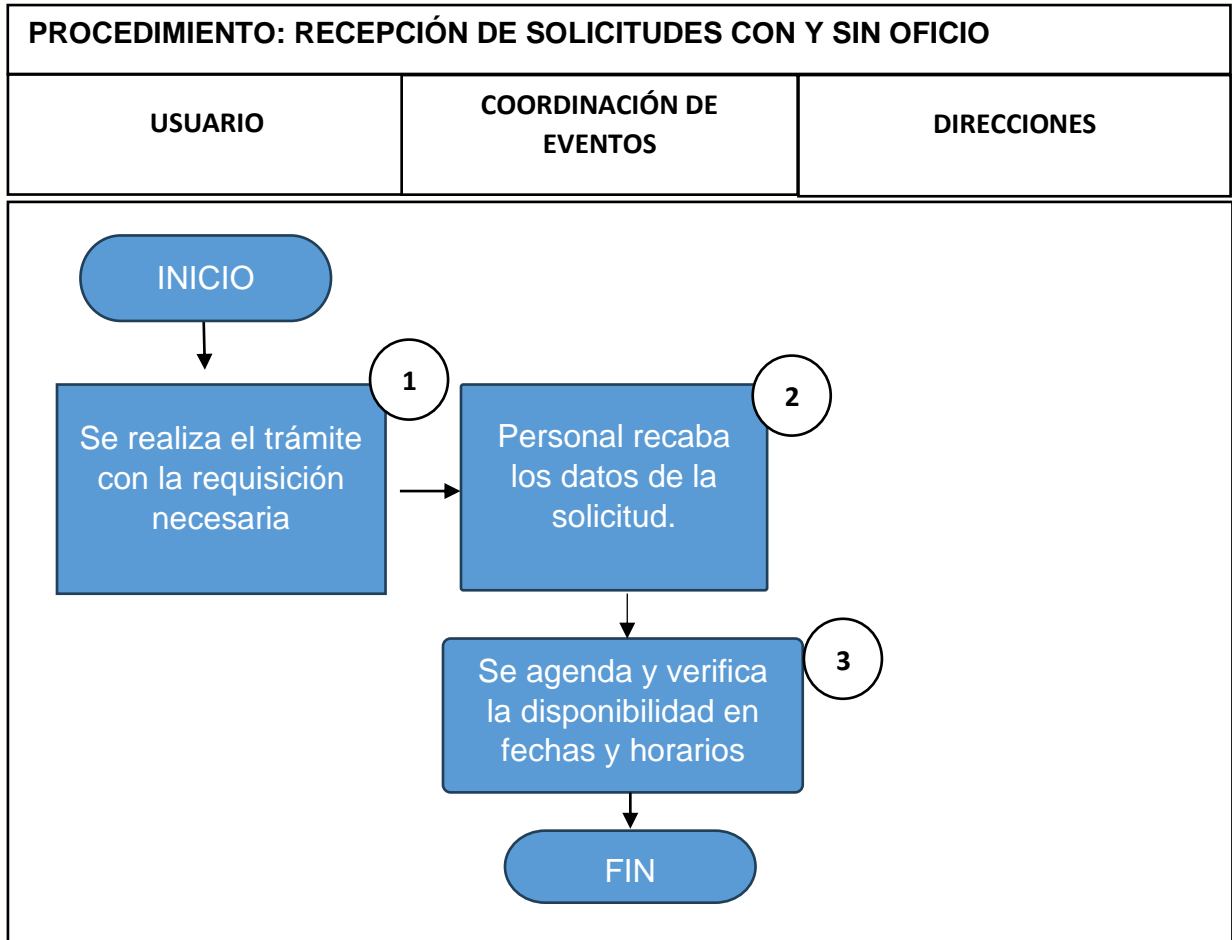 PROCEDIMIENTO: RECEPCIÓN DE SOLICITUDES CON Y SIN OFICIO
USUARIO
COORDINACIÓN DE
EVENTOS
DIRECCIONES
INICIO
1
Se realiza el trámite
con la requisición
necesaria
2
Personal recaba
los datos de la
solicitud.
3
Se agenda y verifica
la disponibilidad en
fechas y horarios
FIN